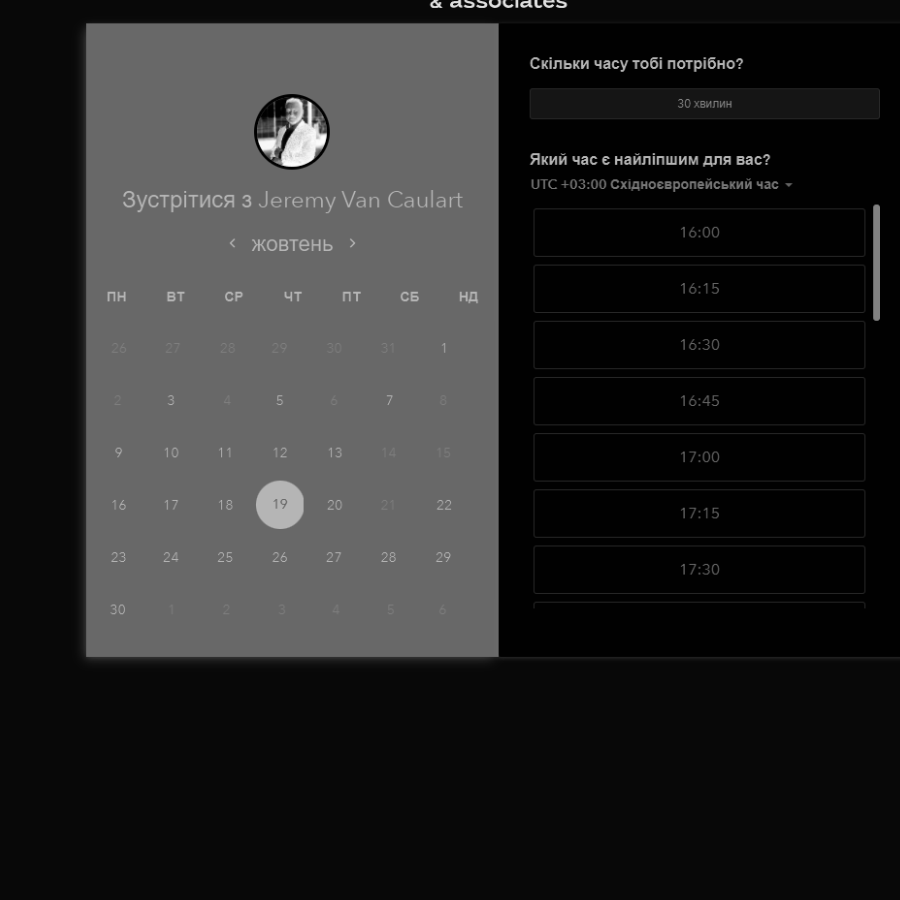 & associates
Зустрітися з Jeremy Van Caulart
жовтень
ПН ВТ СР ЧТ ПТ СБ НД
26 27 28 29 30 31 1
2 3 4 5 6 7 8
9 10 11 12 13 14 15
16 17 18 19 20 21 22
23 24 25 26 27 28 29
30 1 2 3 4 5 6
Скільки часу тобі потрібно?
30 хвилин
Який час є найліпшим для вас?
UTC +03:00 Східноєвропейський час
16:00
16:15
16:30
16:45
17:00
17:15
17:30